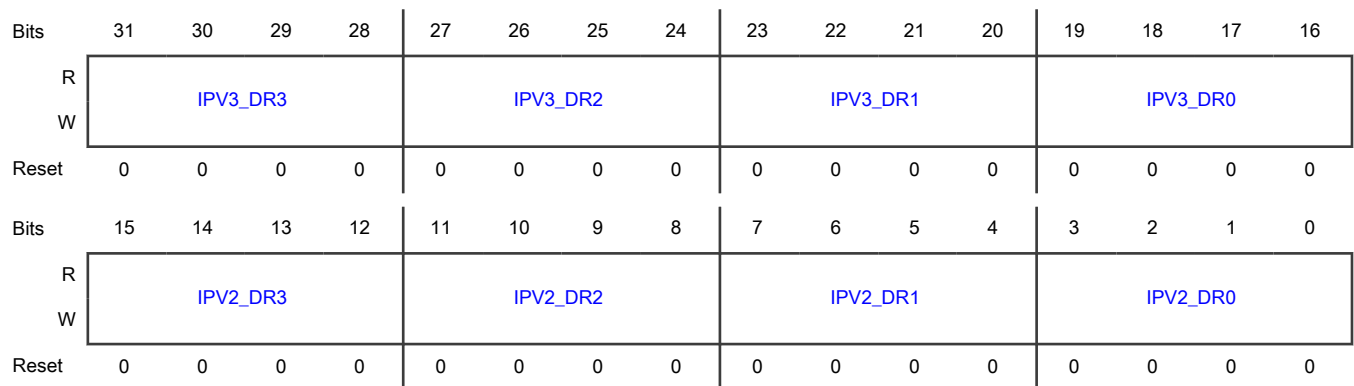 Bits 31 30 29 28 27 26 25 24 23 22 21 20 19 18 17 16
R
IPV3_DR3 IPV3_DR2 IPV3_DR1 IPV3_DR0
W
Reset 0 0 0 0 0 0 0 0 0 0 0 0 0 0 0 0
Bits 15 14 13 12 11 10 9 8 7 6 5 4 3 2 1 0
R
IPV2_DR3 IPV2_DR2 IPV2_DR1 IPV2_DR0
W
Reset 0 0 0 0 0 0 0 0 0 0 0 0 0 0 0 0